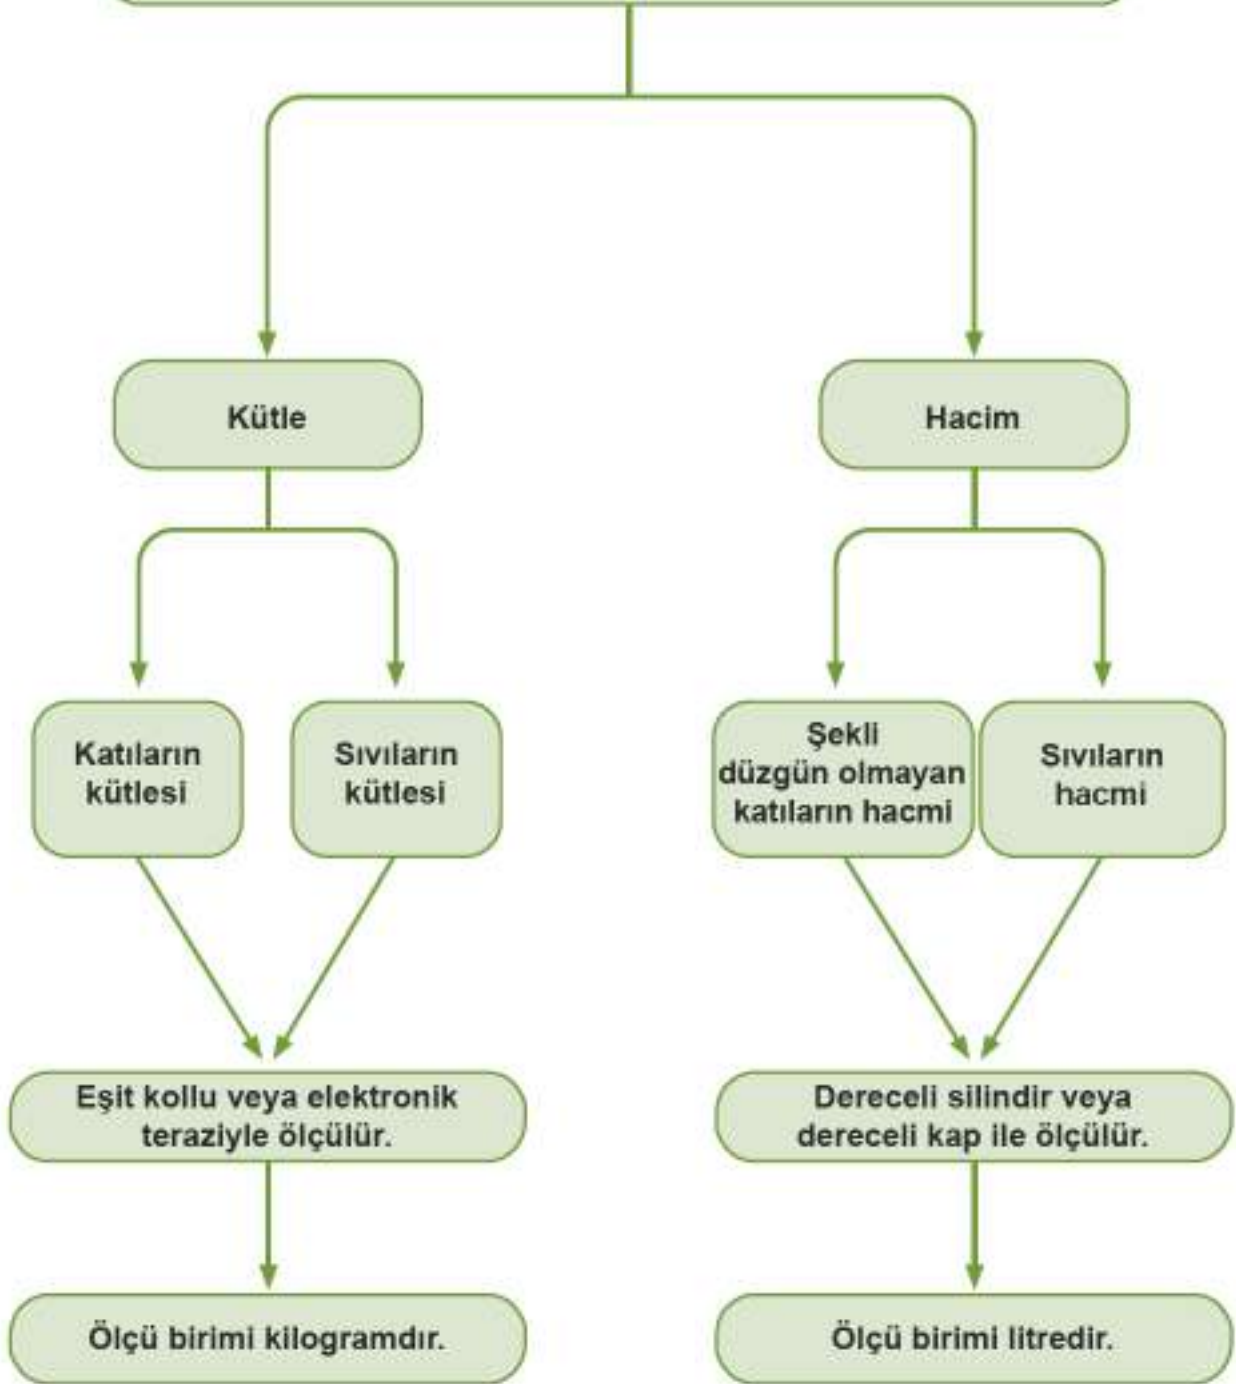 Kütle
Hacim
Katıların
kütlesi
Sıvıların
kütlesi
Şekli
düzgün olmayan
katıların hacmi
Sıvıların
hacmi
Eşit kollu veya elektronik
teraziyle ölçülür.
Dereceli silindir veya
dereceli kap ile ölçülür.
Ölçü birimi kilogramdır.
Ölçü birimi litredir.